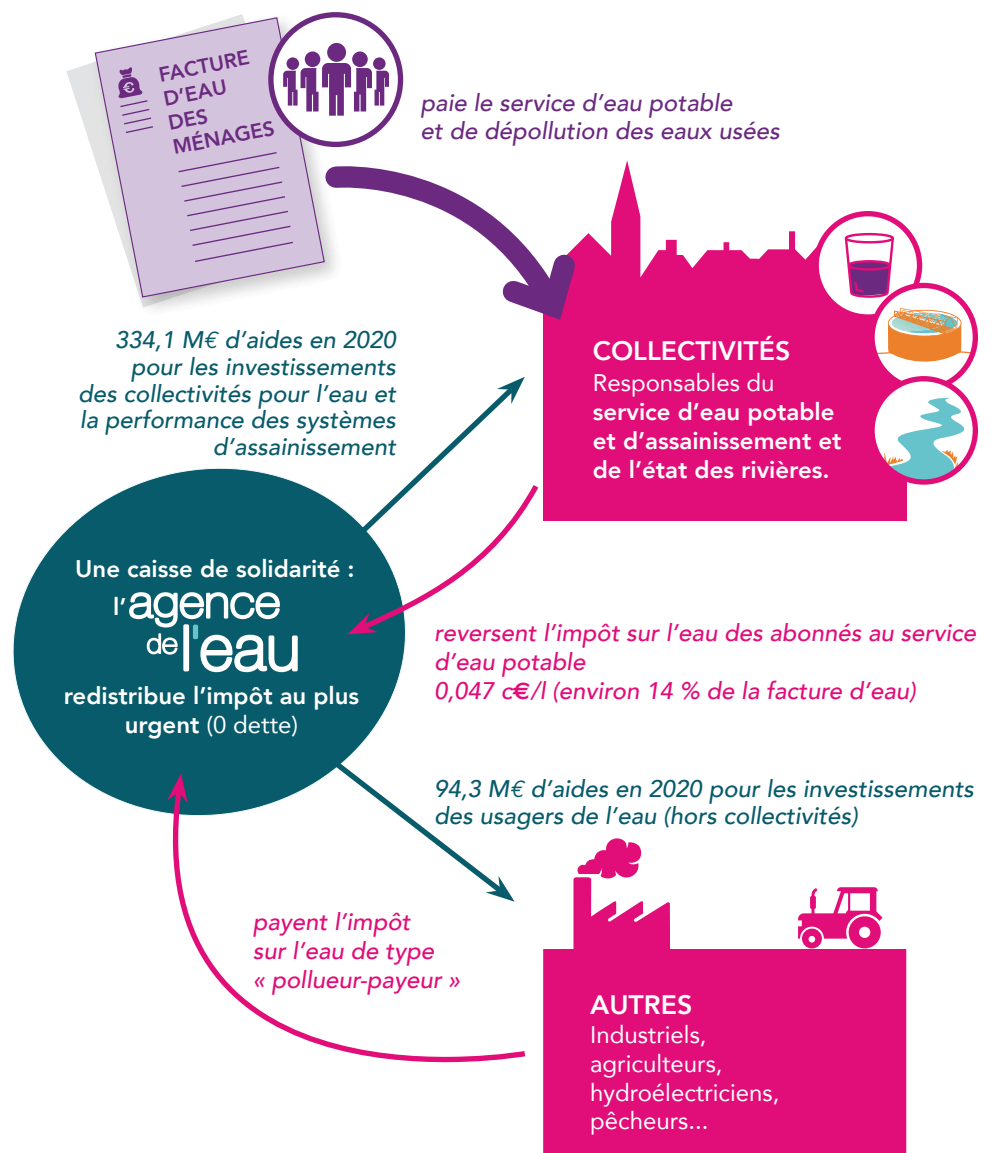 FACTURE
D'EAU
DES
MÉNAGES
paie le service d'eau potable
et de dépollution des eaux usées
334,1 M€ d'aides en 2020
pour les investissements
des collectivités pour l'eau et
la performance des systèmes
d'assainissement
COLLECTIVITÉS
Responsables du
service d'eau potable
et d'assainissement et
de l'état des rivières.
Une caisse de solidarité :
l'agence
de l'eau
redistribue l'impôt au plus
urgent (0 dette)
reversent l'impôt sur l'eau des abonnés au service
d'eau potable
0,047 c€/l (environ 14 % de la facture d'eau)
94,3 M€ d'aides en 2020 pour les investissements
des usagers de l'eau (hors collectivités)
payent l'impôt
sur l'eau de type
« pollueur-payeur »
AUTRES
Industriels,
agriculteurs,
hydroélectriciens,
pêcheurs...